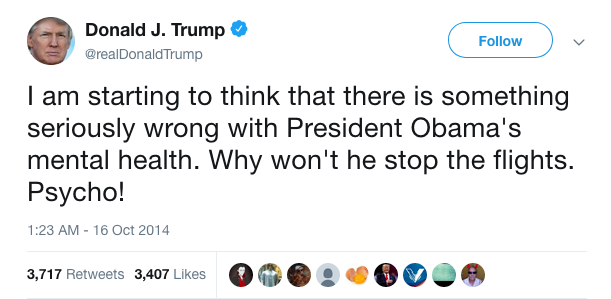 Donald J. Trump
@realDonaldTrump
Follow
I am starting to think that there is something
seriously wrong with President Obama's
mental health. Why won't he stop the flights.
Psycho!
1:23 AM - 16 Oct 2014
3,717 Retweets 3,407 Likes